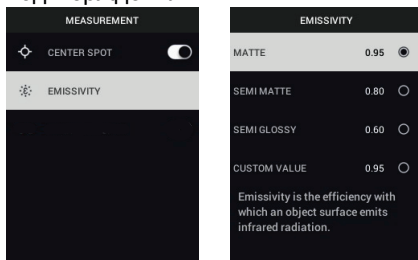 MEASUREMENT
CENTER SPOT
EMISSIVITY
EMISSIVITY
MATTE 0.95
SEMI MATTE 0.80
SEMI GLOSSY 0.60
CUSTOM VALUE 0.95
Emissivity is the efficiency with
which an object surface emits
infrared radiation.